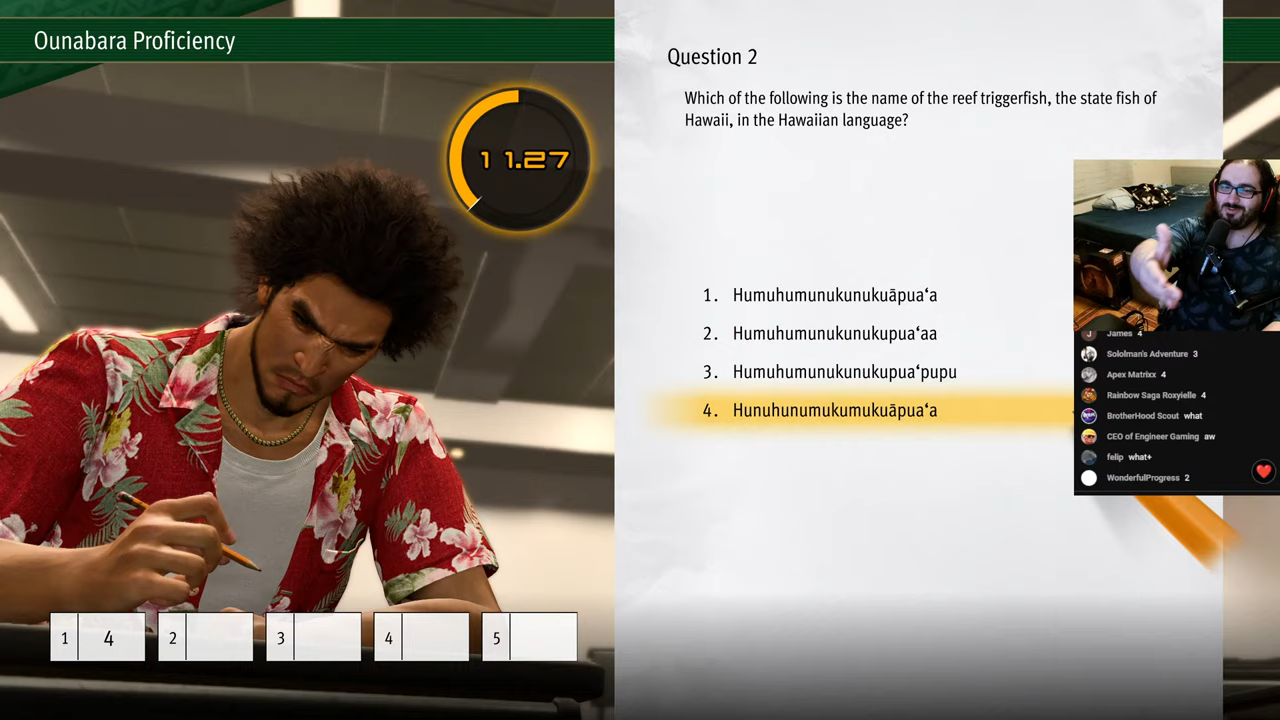 Ounabara Proficiency
11.27
Question 2
Which of the following is the name of the reef triggerfish, the state fish of
Hawaii, in the Hawaiian language?
1. Humuhumunukunukuāpuaʻa
2. Humuhumunukunukupuaʻaa
3. Humuhumunukunukupuaʻpupu
4. Hunuhunumukumukuāpuaʻa
J James 4
Sololman's Adventure 3
Apex Matrixx 4
Rainbow Saga Roxyielle 4
BrotherHood Scout what
CEO of Engineer Gaming aw
felip what+
WonderfulProgress 2
1 4 2 3 4 5